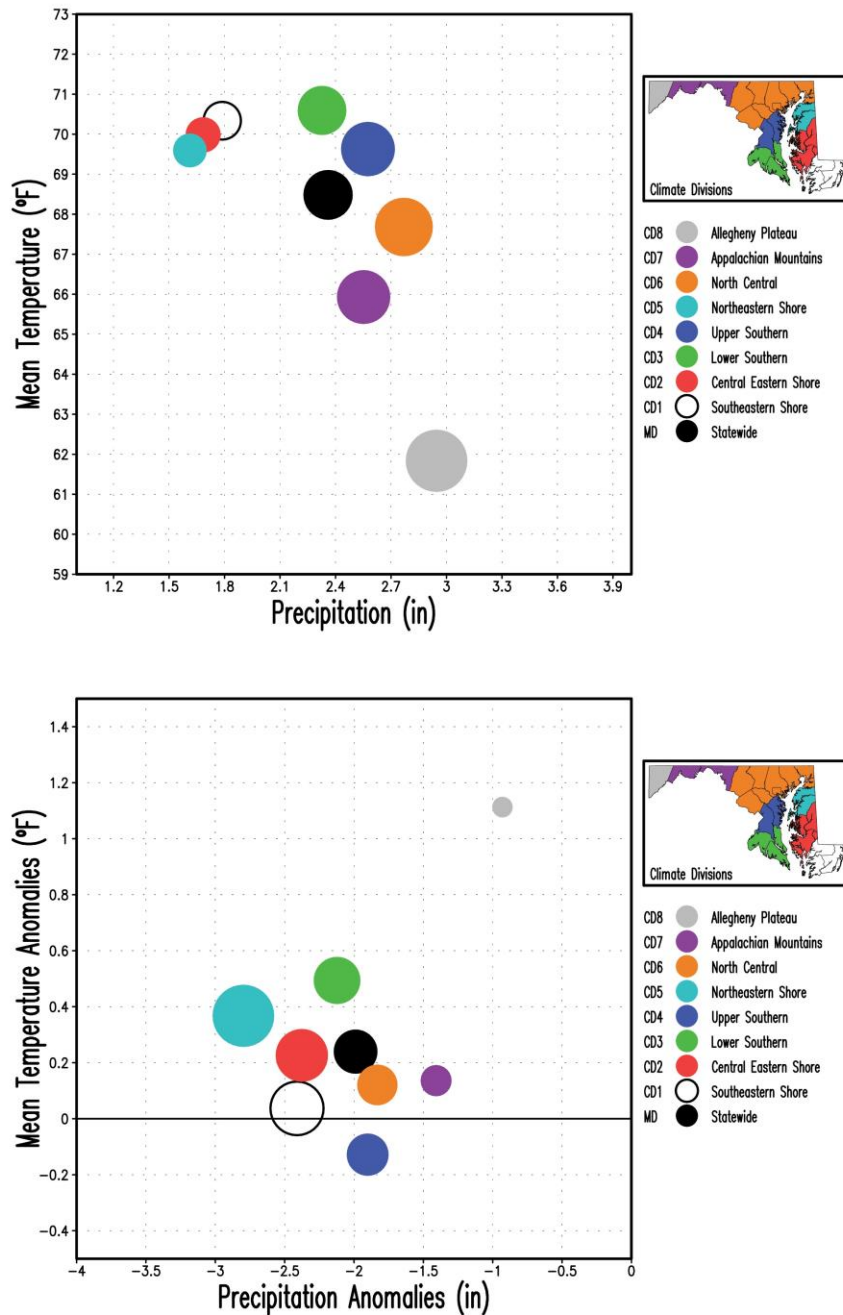 73
72
71
70
69
68
67
66
65
64
63
62
61
60
59
Mean Temperature (ºF)
1.2 1.5 1.8 2.1 2.4 2.7 3 3.3 3.6 3.9
Precipitation (in)
Climate Divisions
CD8 Allegheny Plateau
CD7 Appalachian Mountains
CD6 North Central
CD5 Northeastern Shore
CD4 Upper Southern
CD3 Lower Southern
CD2 Central Eastern Shore
CD1 Southeastern Shore
MD Statewide
1.4
1.2
1
0.8
0.6
0.4
0.2
0
-0.2
-0.4
Mean Temperature Anomalies (ºF)
-4 -3.5 -3 -2.5 -2 -1.5 -1 -0.5 0
Precipitation Anomalies (in)
Climate Divisions
CD8 Allegheny Plateau
CD7 Appalachian Mountains
CD6 North Central
CD5 Northeastern Shore
CD4 Upper Southern
CD3 Lower Southern
CD2 Central Eastern Shore
CD1 Southeastern Shore
MD Statewide